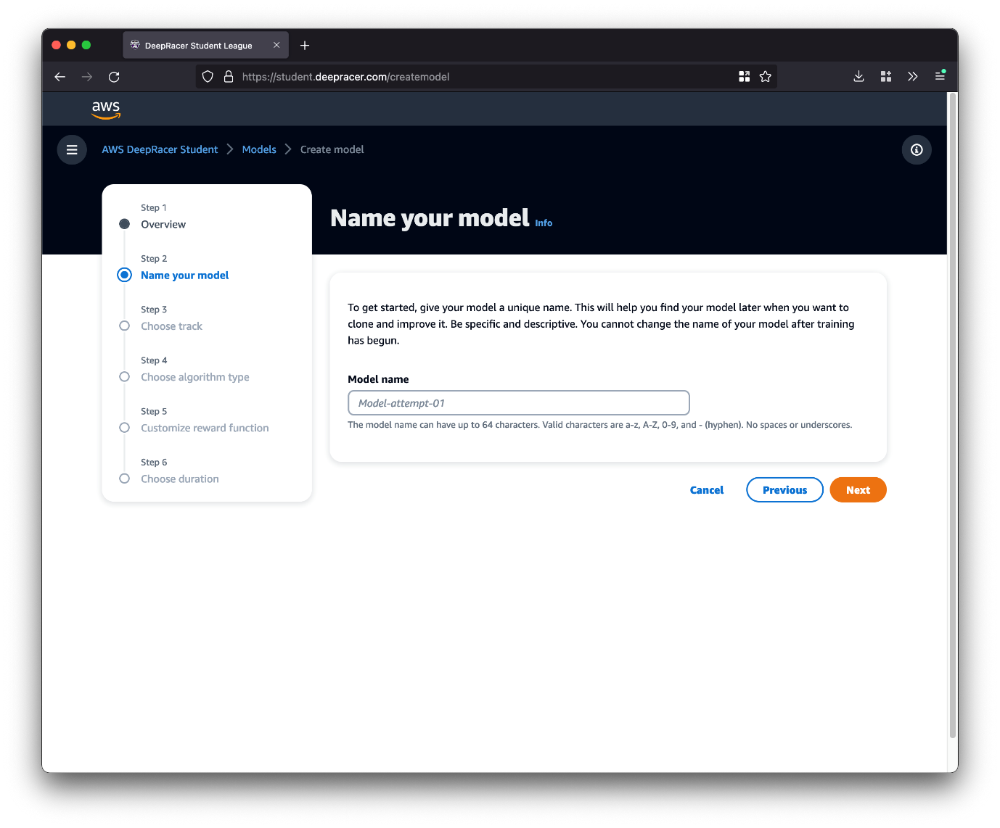 DeepRacer Student League
https://student.deepracer.com/createmodel
aws
AWS DeepRacer Student > Models > Create model
Step 1
Overview
Step 2
Name your model
Step 3
Choose track
Step 4
Choose algorithm type
Step 5
Customize reward function
Step 6
Choose duration
Name your model Info
To get started, give your model a unique name. This will help you find your model later when you want to
clone and improve it. Be specific and descriptive. You cannot change the name of your model after training
has begun.
Model name
Model-attempt-01
The model name can have up to 64 characters. Valid characters are a-z, A-Z, 0-9, and - (hyphen). No spaces or underscores.
Cancel Previous Next